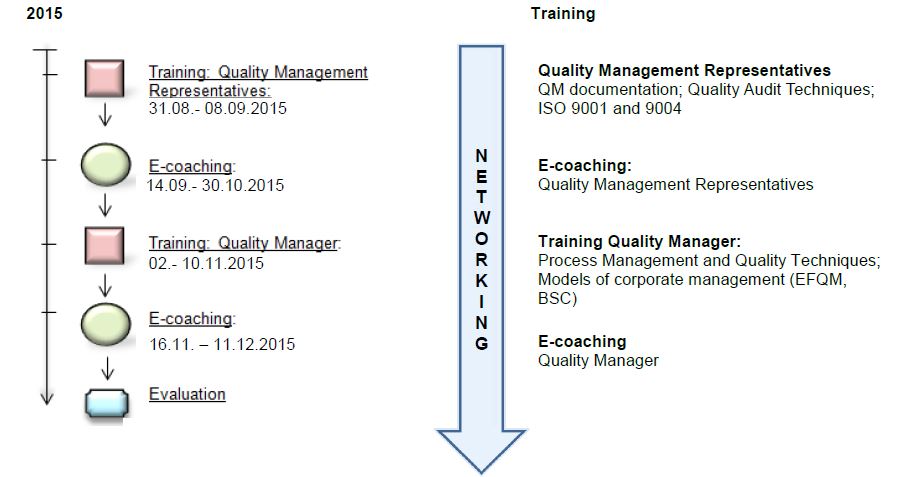 2015
Training: Quality Management
Representatives:
31.08.- 08.09.2015
E-coaching:
14.09.- 30.10.2015
Training: Quality Manager:
02.- 10.11.2015
E-coaching:
16.11. – 11.12.2015
Evaluation
NETWORKING
Training
Quality Management Representatives
QM documentation; Quality Audit Techniques;
ISO 9001 and 9004
E-coaching:
Quality Management Representatives
Training Quality Manager:
Process Management and Quality Techniques;
Models of corporate management (EFQM,
BSC)
E-coaching
Quality Manager